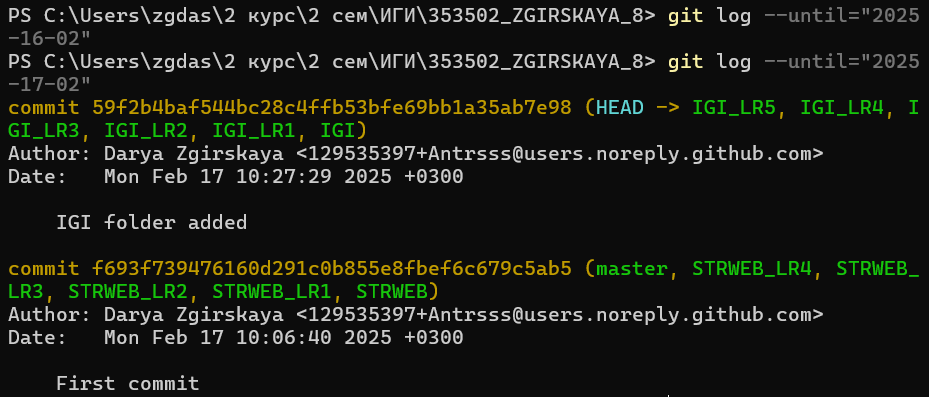 PS C:\Users\zgdas\2 курс\2 сем\ИГИ\353502_ZGIRSKAYA_8> git log --until="2025
-16-02"
PS C:\Users\zgdas\2 курс\2 сем\ИГИ\353502_ZGIRSKAYA_8> git log --until="2025
-17-02"
commit 59f2b4baf544bc28c4ffb53bfe69bb1a35ab7e98 (HEAD -> IGI_LR5, IGI_LR4, I
GI_LR3, IGI_LR2, IGI_LR1, IGI)
Author: Darya Zgirskaya <129535397+Antrsss@users.noreply.github.com>
Date:   Mon Feb 17 10:27:29 2025 +0300

    IGI folder added

commit f693f739476160d291c0b855e8fbef6c679c5ab5 (master, STRWEB_LR4, STRWEB_
LR3, STRWEB_LR2, STRWEB_LR1, STRWEB)
Author: Darya Zgirskaya <129535397+Antrsss@users.noreply.github.com>
Date:   Mon Feb 17 10:06:40 2025 +0300

    First commit